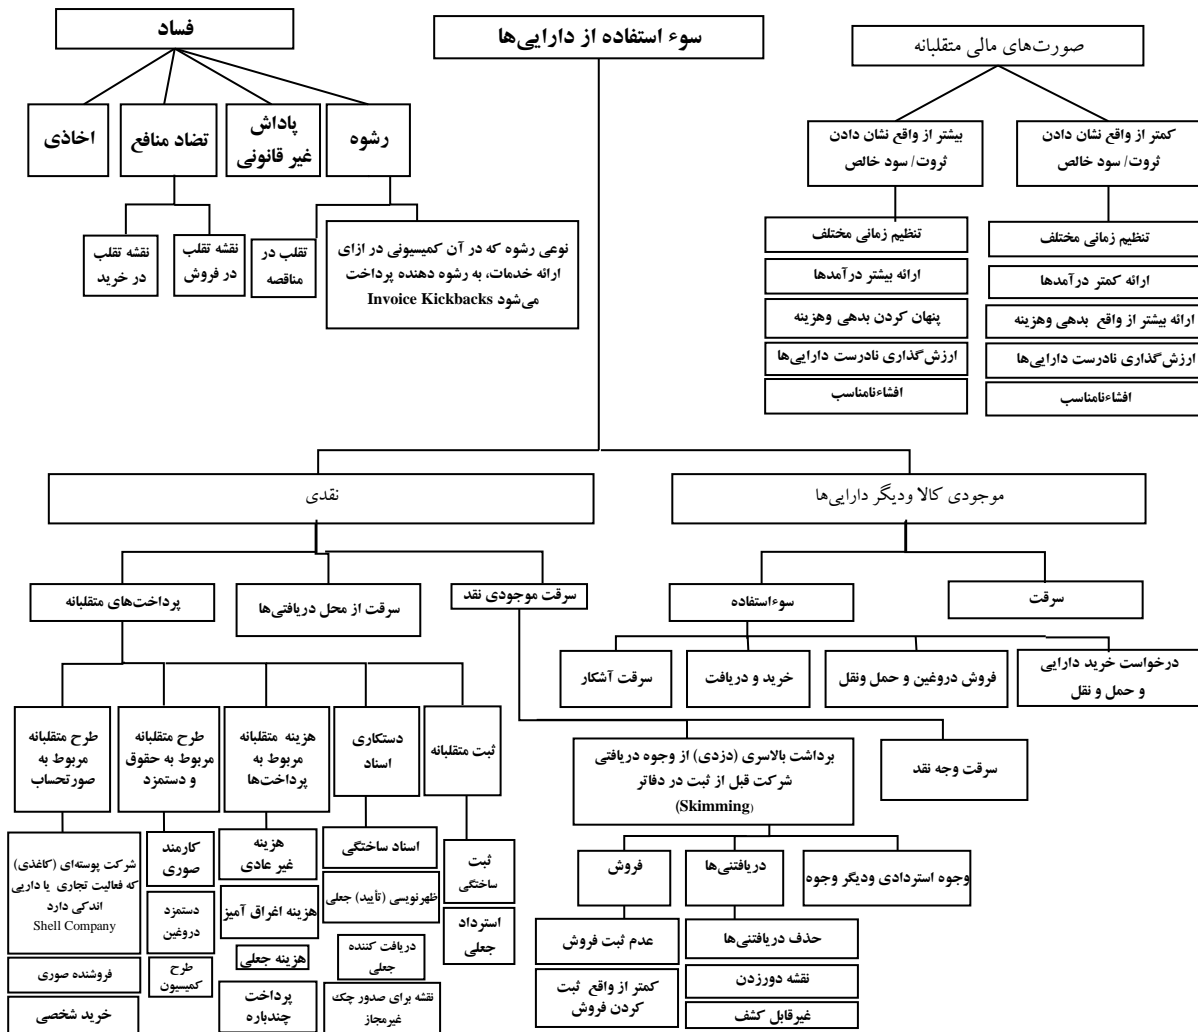 فساد
سوء استفاده از دارایی‌ها
صورت‌های مالی متقلبانه
رشوه
پاداش
غیر قانونی
تضاد منافع
اخاذی
نوعی رشوه که در آن کمیسیونی در ازای
ارائه خدمات، به رشوه دهنده پرداخت
می‌شود Invoice Kickbacks
تقلب در
مناقصه
نقشه تقلب
در فروش
نقشه تقلب
در خرید
کمتر از واقع نشان دادن
ثروت/ سود خالص
بیشتر از واقع نشان دادن
ثروت/ سود خالص
تنظیم زمانی مختلف
ارائه کمتر درآمدها
ارائه بیشتر از واقع بدهی وهزینه
ارزش‌گذاری نادرست دارایی‌ها
افشاءنامناسب
تنظیم زمانی مختلف
ارائه بیشتر درآمدها
پنهان کردن بدهی وهزینه
ارزش‌گذاری نادرست دارایی‌ها
افشاءنامناسب
موجودی کالا ودیگر دارایی‌ها
نقدی
سرقت
سوءاستفاده
سرقت موجودی نقد
سرقت از محل دریافتی‌ها
پرداخت‌های متقلبانه
درخواست خرید دارایی
و حمل و نقل
فروش دروغین و حمل ونقل
خرید و دریافت
سرقت آشکار
سرقت وجه نقد
برداشت بالاسری (دزدی) از وجوه دریافتی
شرکت قبل از ثبت در دفاتر
(Skimming)
وجوه استردادی ودیگر وجوه
دریافتنی‌ها
فروش
حذف دریافتنی‌ها
نقشه دورزدن
غیرقابل کشف
عدم ثبت فروش
کمتر از واقع ثبت
کردن فروش
ثبت متقلبانه
دستکاری
اسناد
هزینه متقلبانه
مربوط به
پرداخت‌ها
طرح متقلبانه
مربوط به حقوق
و دستمزد
طرح متقلبانه
مربوط به
صورتحساب
ثبت
ساختگی
استرداد
جعلی
اسناد ساختگی
ظهرنویسی (تأیید) جعلی
دریافت کننده
جعلی
نقشه برای صدور چک
غیرمجاز
هزینه
غیر عادی
هزینه اغراق آمیز
هزینه جعلی
پرداخت
چندباره
کارمند
صوری
دستمزد
دروغین
طرح
کمیسیون
شرکت پوسته‌ای (کاغذی)
که فعالیت تجاری یا دارایی
اندکی دارد
Shell Company
فروشنده صوری
خرید شخصی